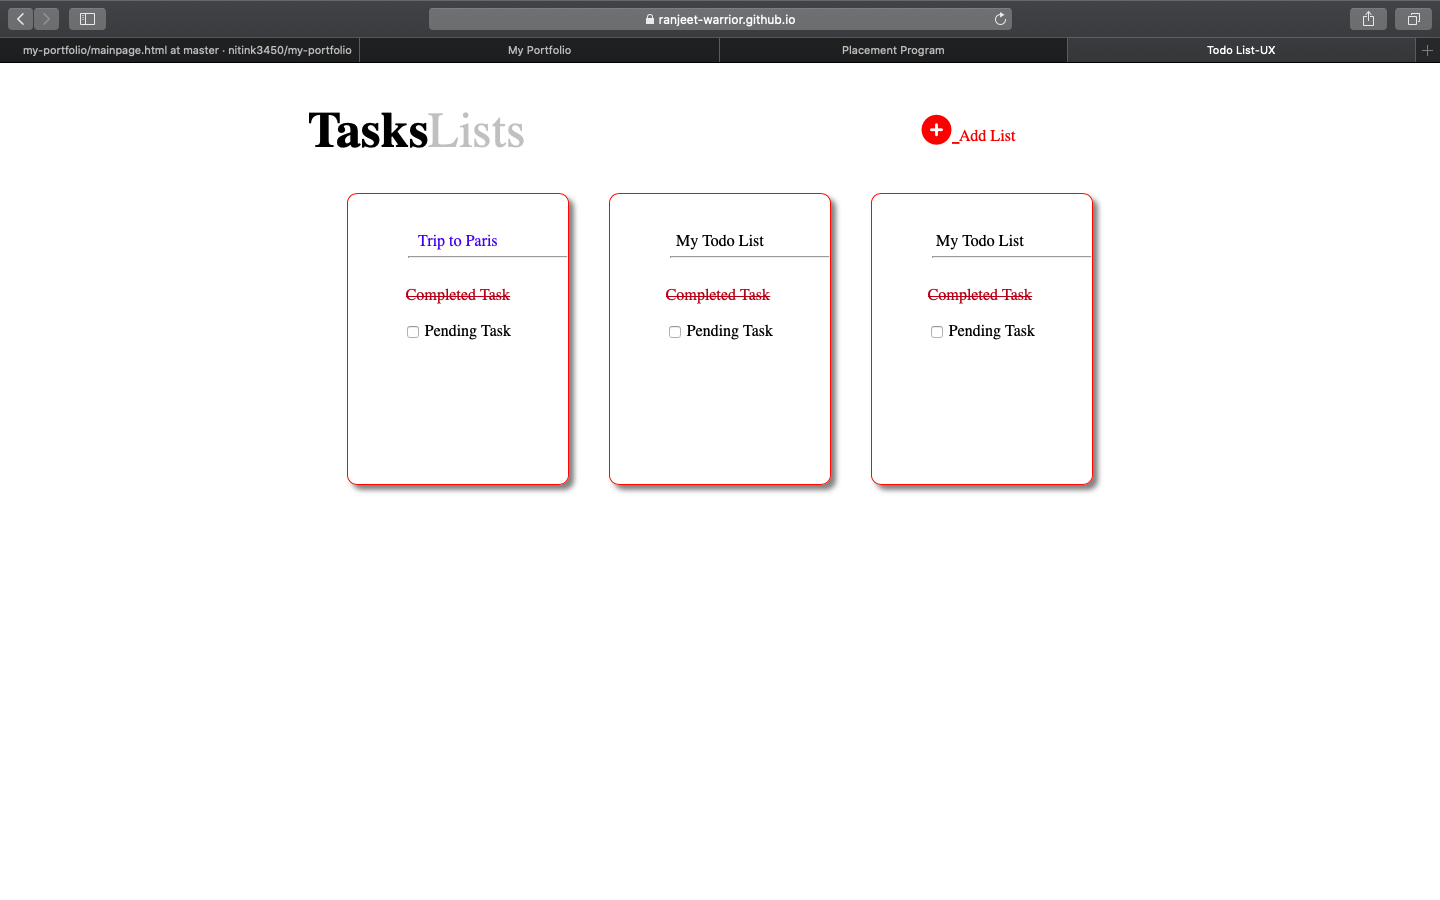 ranjeet-warrior.github.io
my-portfolio/mainpage.html at master · nitink3450/my-portfolio
My Portfolio
Placement Program
Todo List-UX
TasksLists
Add List
Trip to Paris
Completed Task
Pending Task
My Todo List
Completed Task
Pending Task
My Todo List
Completed Task
Pending Task